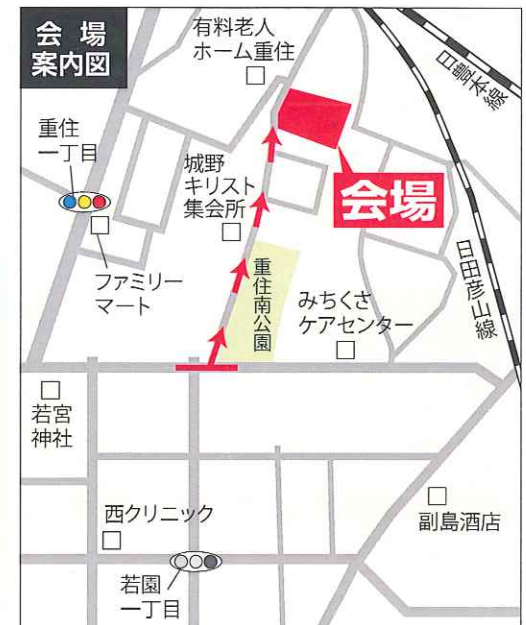 会場
案内図
有料老人
ホーム重住
日豊本線
重住
一丁目
城野
キリスト
集会所
会場
ファミリー
マート
重住南公園
みちくさ
ケアセンター
日田彦山線
若宮
神社
西クリニック
副島酒店
若園
一丁目